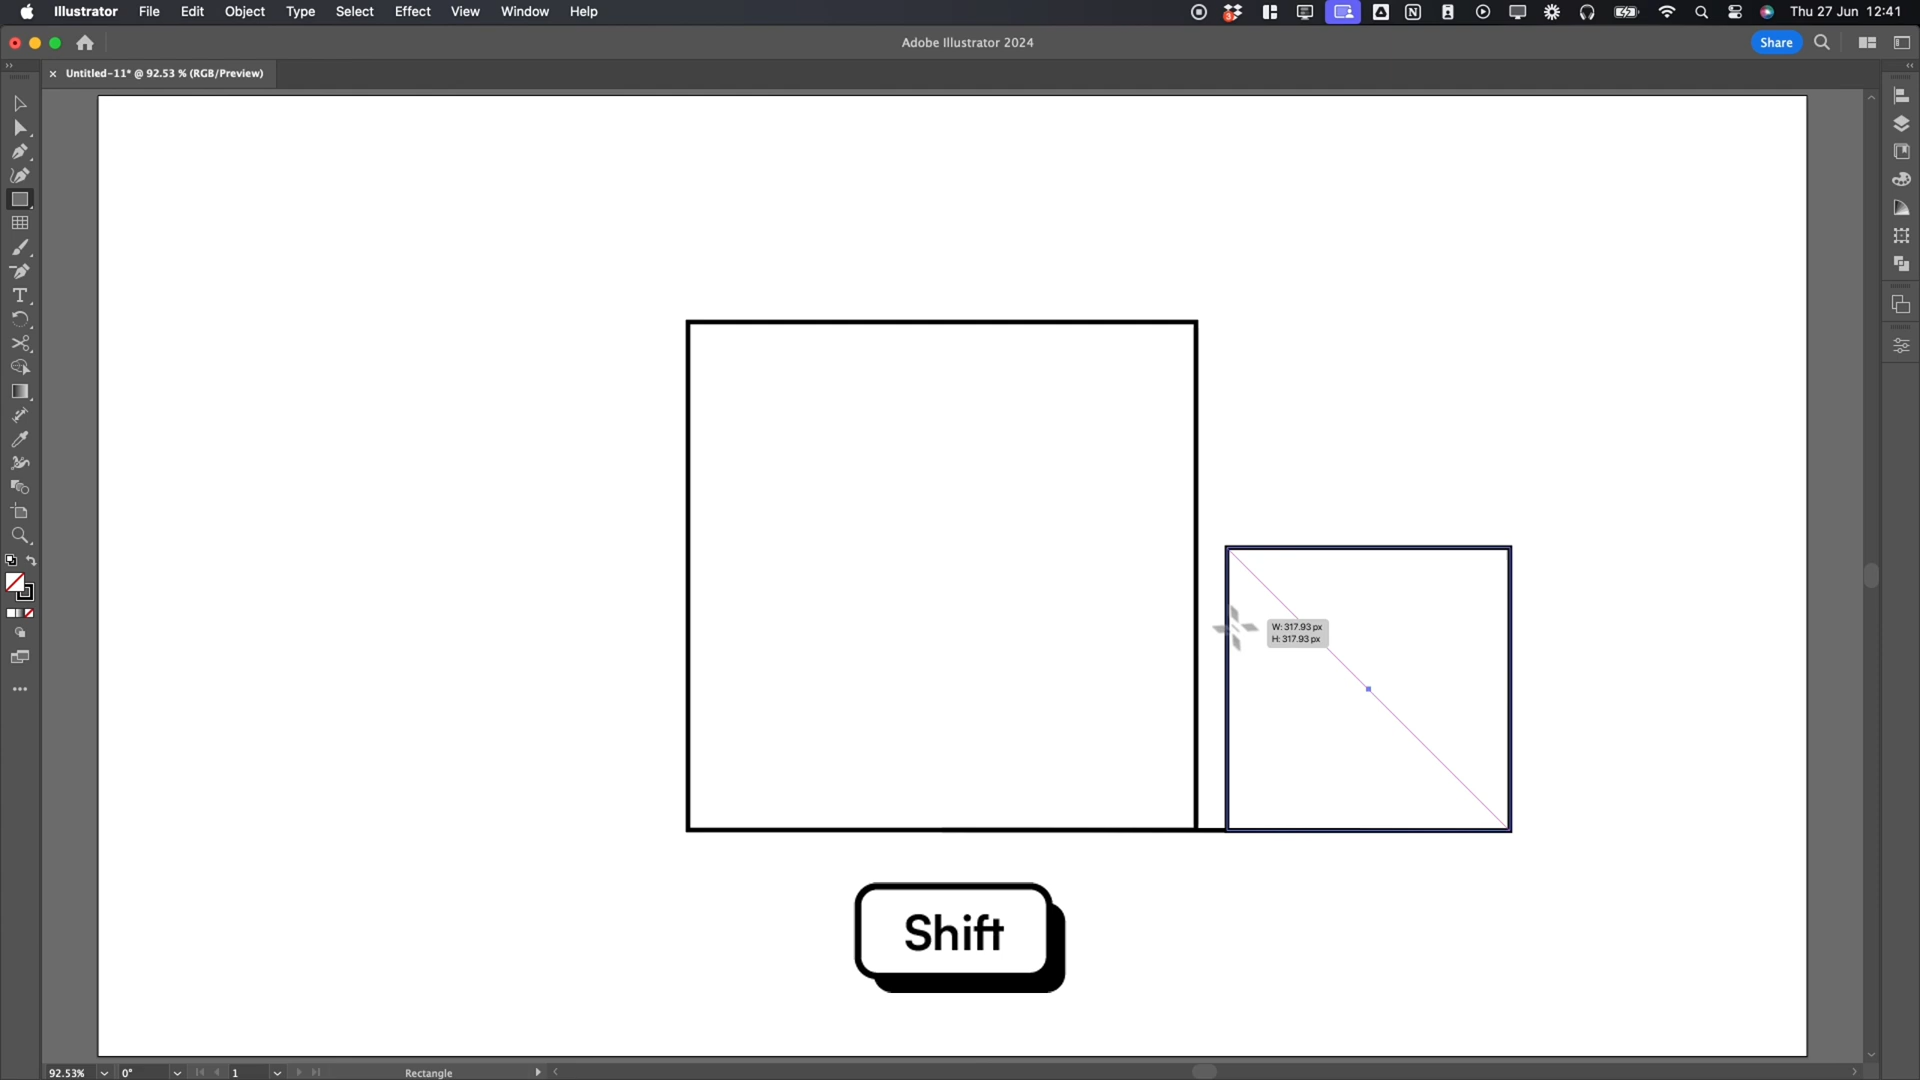 Illustrator File Edit Object Type Select Effect View Window Help 3 Thu 27 Jun 12:41
Adobe Illustrator 2024 Share
Untitled-11* @ 92.53 % (RGB/Preview)
W: 317.93 px
H: 317.93 px
Shift
92.53% 0° 1 Rectangle